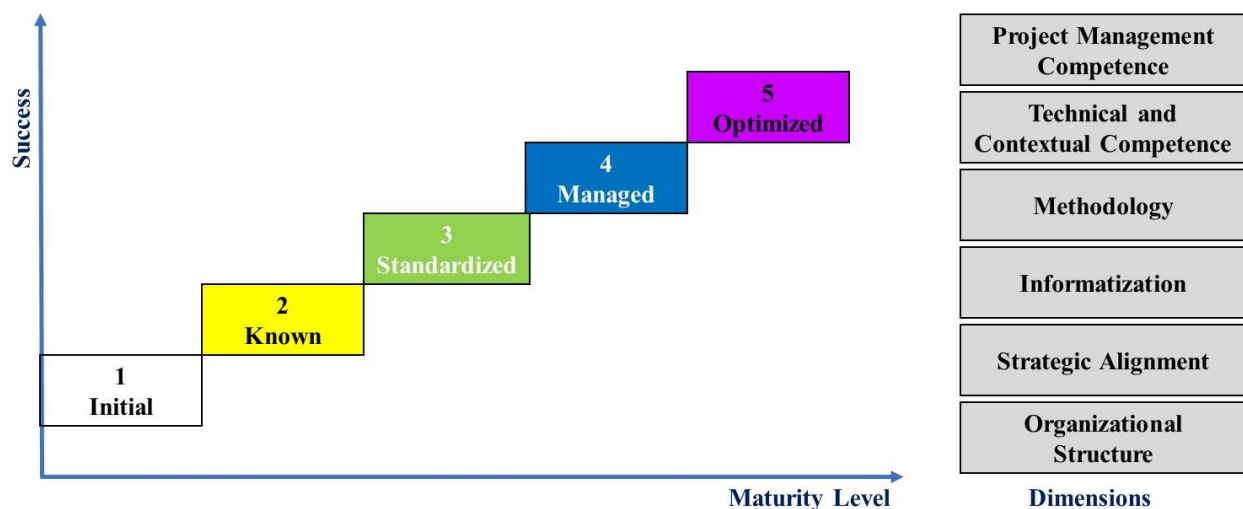 Success
5
Optimized
4
Managed
3
Standardized
2
Known
1
Initial
Maturity Level
Project Management
Competence
Technical and
Contextual Competence
Methodology
Informatization
Strategic Alignment
Organizational
Structure
Dimensions